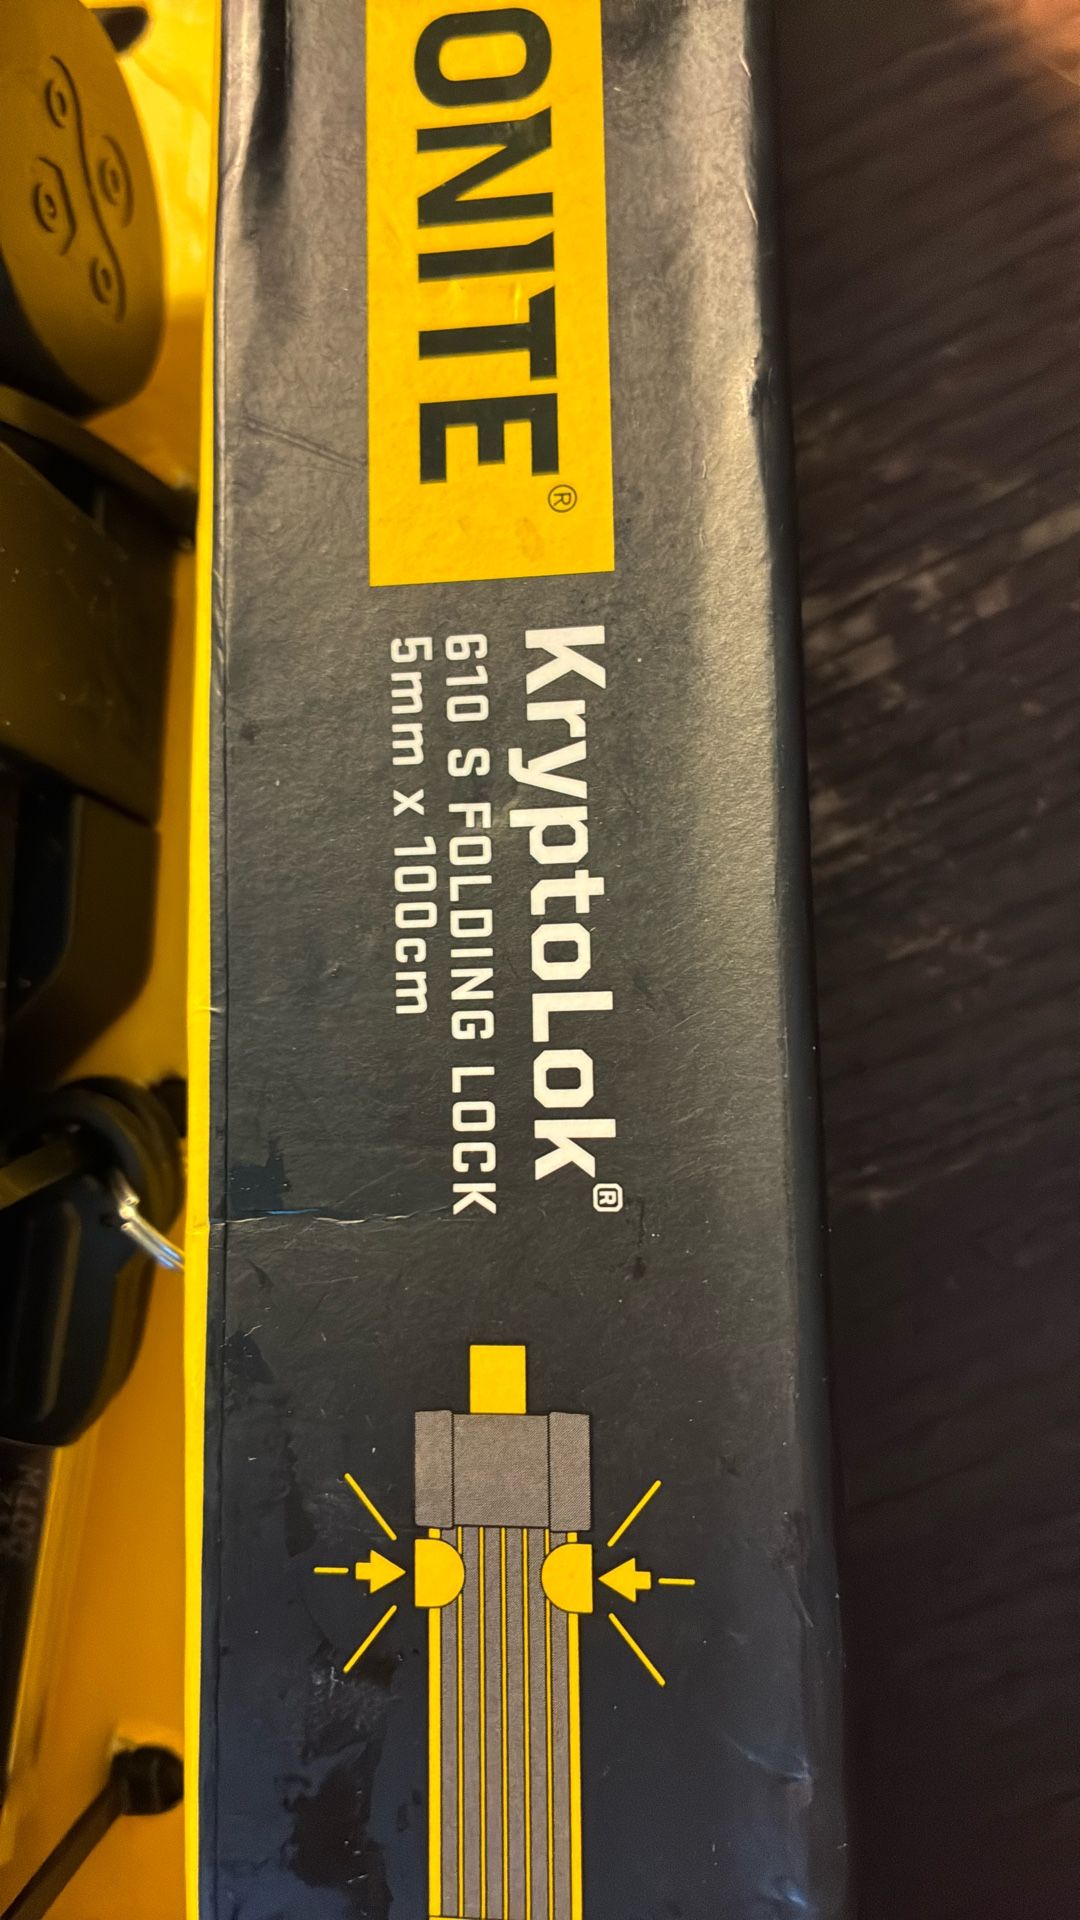 ONITE®
KryptoLok®
610 S FOLDING LOCK
5mm x 100cm